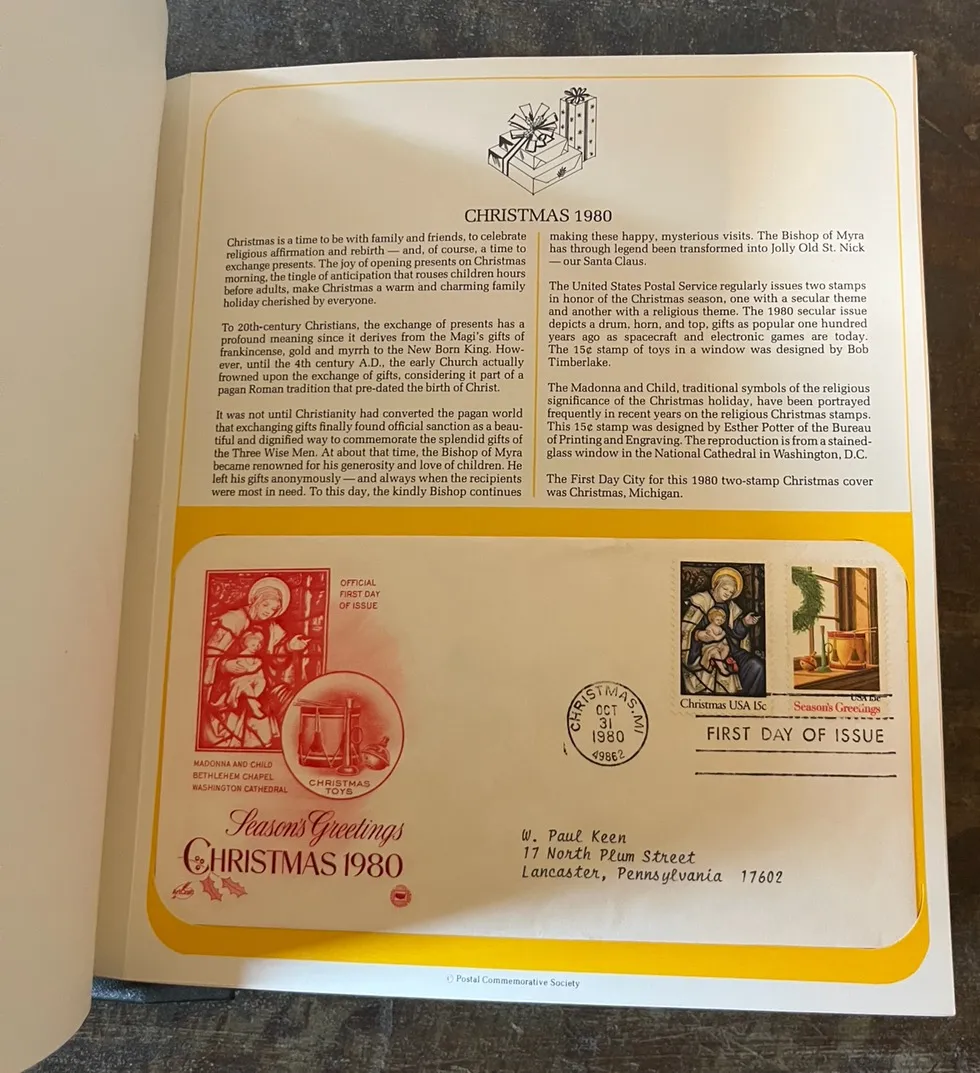 CHRISTMAS 1980
Christmas is a time to be with family and friends, to celebrate
religious affirmation and rebirth — and, of course, a time to
exchange presents. The joy of opening presents on Christmas
morning, the tingle of anticipation that rouses children hours
before adults, make Christmas a warm and charming family
holiday cherished by everyone.
To 20th-century Christians, the exchange of presents has a
profound meaning since it derives from the Magi's gifts of
frankincense, gold and myrrh to the New Born King. How-
ever, until the 4th century A.D., the early Church actually
frowned upon the exchange of gifts, considering it part of a
pagan Roman tradition that pre-dated the birth of Christ.
It was not until Christianity had converted the pagan world
that exchanging gifts finally found official sanction as a beau-
tiful and dignified way to commemorate the splendid gifts of
the Three Wise Men. At about that time, the Bishop of Myra
became renowned for his generosity and love of children. He
left his gifts anonymously — and always when the recipients
were most in need. To this day, the kindly Bishop continues
making these happy, mysterious visits. The Bishop of Myra
has through legend been transformed into Jolly Old St. Nick
— our Santa Claus.
The United States Postal Service regularly issues two stamps
in honor of the Christmas season, one with a secular theme
and another with a religious theme. The 1980 secular issue
depicts a drum, horn, and top, gifts as popular one hundred
years ago as spacecraft and electronic games are today.
The 15¢ stamp of toys in a window was designed by Bob
Timberlake.
The Madonna and Child, traditional symbols of the religious
significance of the Christmas holiday, have been portrayed
frequently in recent years on the religious Christmas stamps.
This 15¢ stamp was designed by Esther Potter of the Bureau
of Printing and Engraving. The reproduction is from a stained-
glass window in the National Cathedral in Washington, D.C.
The First Day City for this 1980 two-stamp Christmas cover
was Christmas, Michigan.
OFFICIAL
FIRST DAY
OF ISSUE
MADONNA AND CHILD
BETHLEHEM CHAPEL
WASHINGTON CATHEDRAL
CHRISTMAS
TOYS
Season's Greetings
CHRISTMAS 1980
Christmas USA 15c
USA 15c
Season's Greetings
CHRISTMAS, MI
OCT
31
1980
49862
FIRST DAY OF ISSUE
W. Paul Keen
17 North Plum Street
Lancaster, Pennsylvania 17602
© Postal Commemorative Society